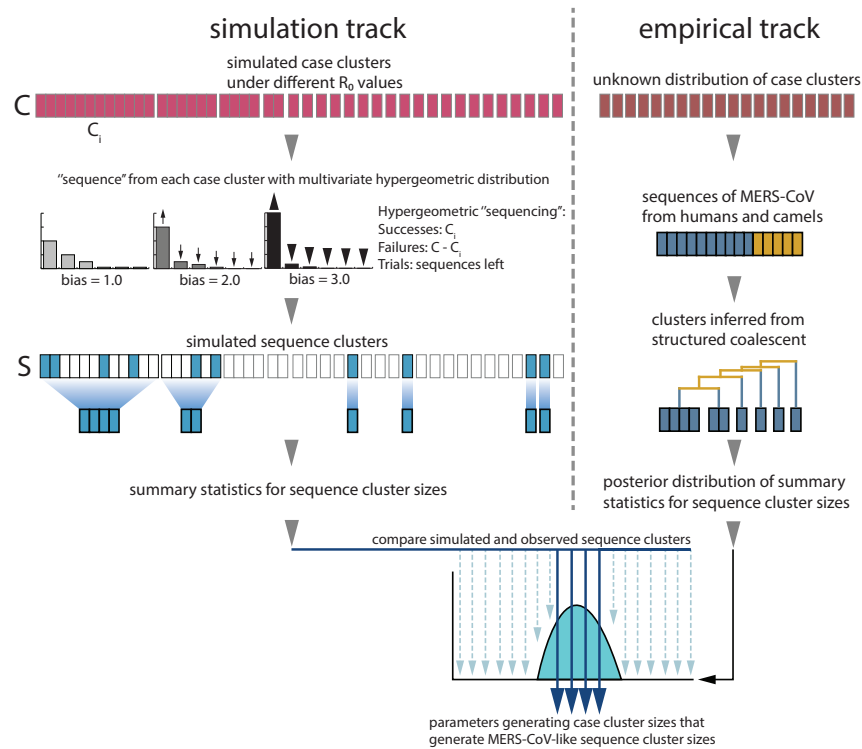 simulation track
simulated case clusters
under different R₀ values
C
Cᵢ
"sequence" from each case cluster with multivariate hypergeometric distribution
Hypergeometric "sequencing":
Successes: Cᵢ
Failures: C - Cᵢ
Trials: sequences left
bias = 1.0
bias = 2.0
bias = 3.0
simulated sequence clusters
S
summary statistics for sequence cluster sizes
empirical track
unknown distribution of case clusters
sequences of MERS-CoV
from humans and camels
clusters inferred from
structured coalescent
posterior distribution of summary
statistics for sequence cluster sizes
compare simulated and observed sequence clusters
parameters generating case cluster sizes that
generate MERS-CoV-like sequence cluster sizes